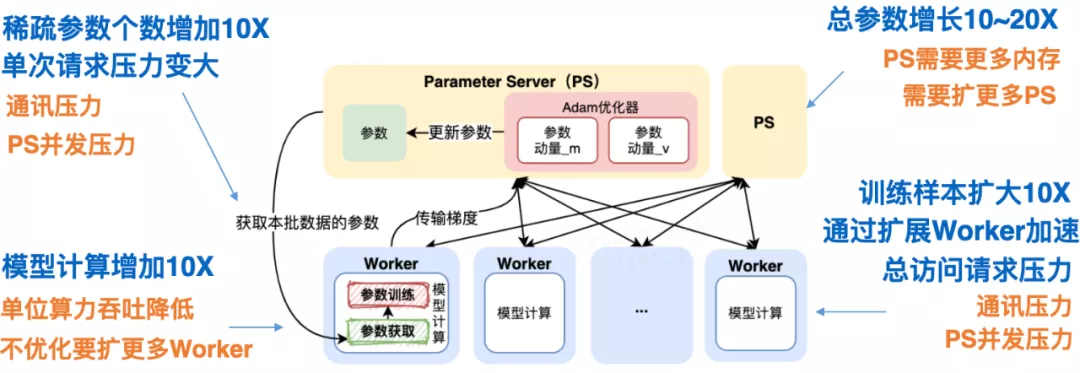 稀疏参数个数增加10X
单次请求压力变大
通讯压力
PS并发压力
总参数增长10~20X
PS需要更多内存
需要扩更多PS
Parameter Server（PS）
Adam优化器
参数
更新参数
参数
动量_m
参数
动量_v
PS
获取本批数据的参数
传输梯度
模型计算增加10X
单位算力吞吐降低
不优化要扩更多Worker
Worker
参数训练
参数获取
模型计算
Worker
模型计算
...
Worker
模型计算
训练样本扩大10X
通过扩展Worker加速
总访问请求压力
通讯压力
PS并发压力